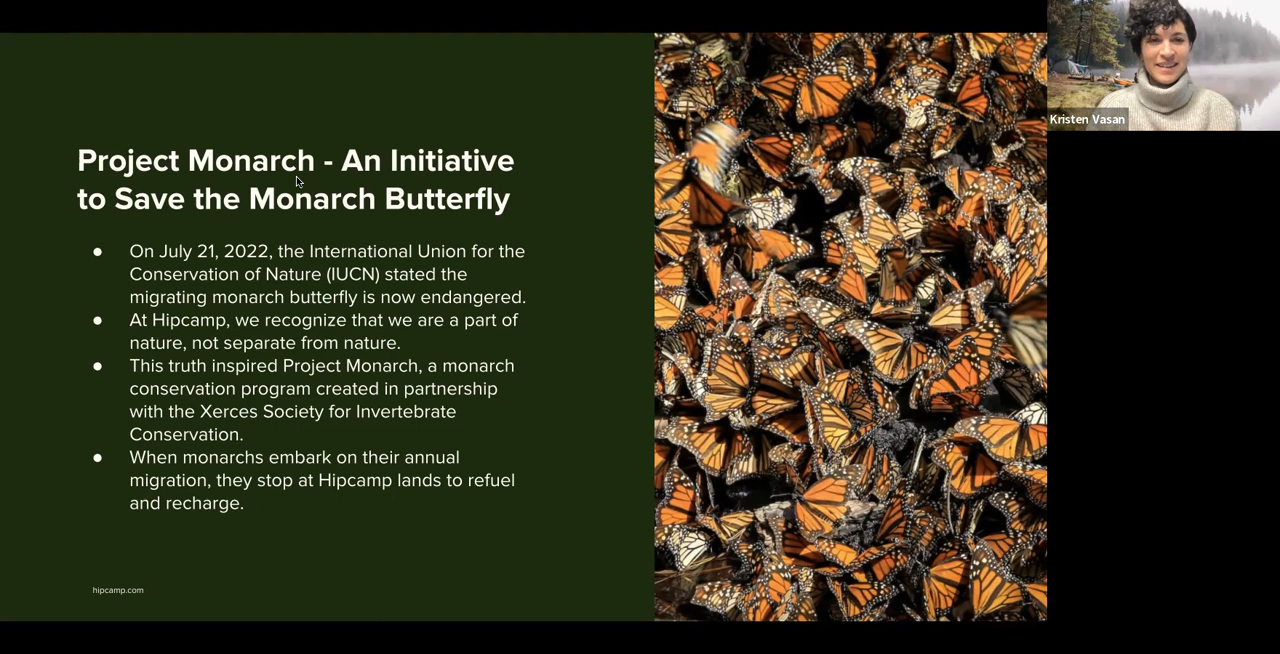 Project Monarch - An Initiative
to Save the Monarch Butterfly
● On July 21, 2022, the International Union for the
Conservation of Nature (IUCN) stated the
migrating monarch butterfly is now endangered.
● At Hipcamp, we recognize that we are a part of
nature, not separate from nature.
● This truth inspired Project Monarch, a monarch
conservation program created in partnership
with the Xerces Society for Invertebrate
Conservation.
● When monarchs embark on their annual
migration, they stop at Hipcamp lands to refuel
and recharge.
hipcamp.com
Kristen Vasan